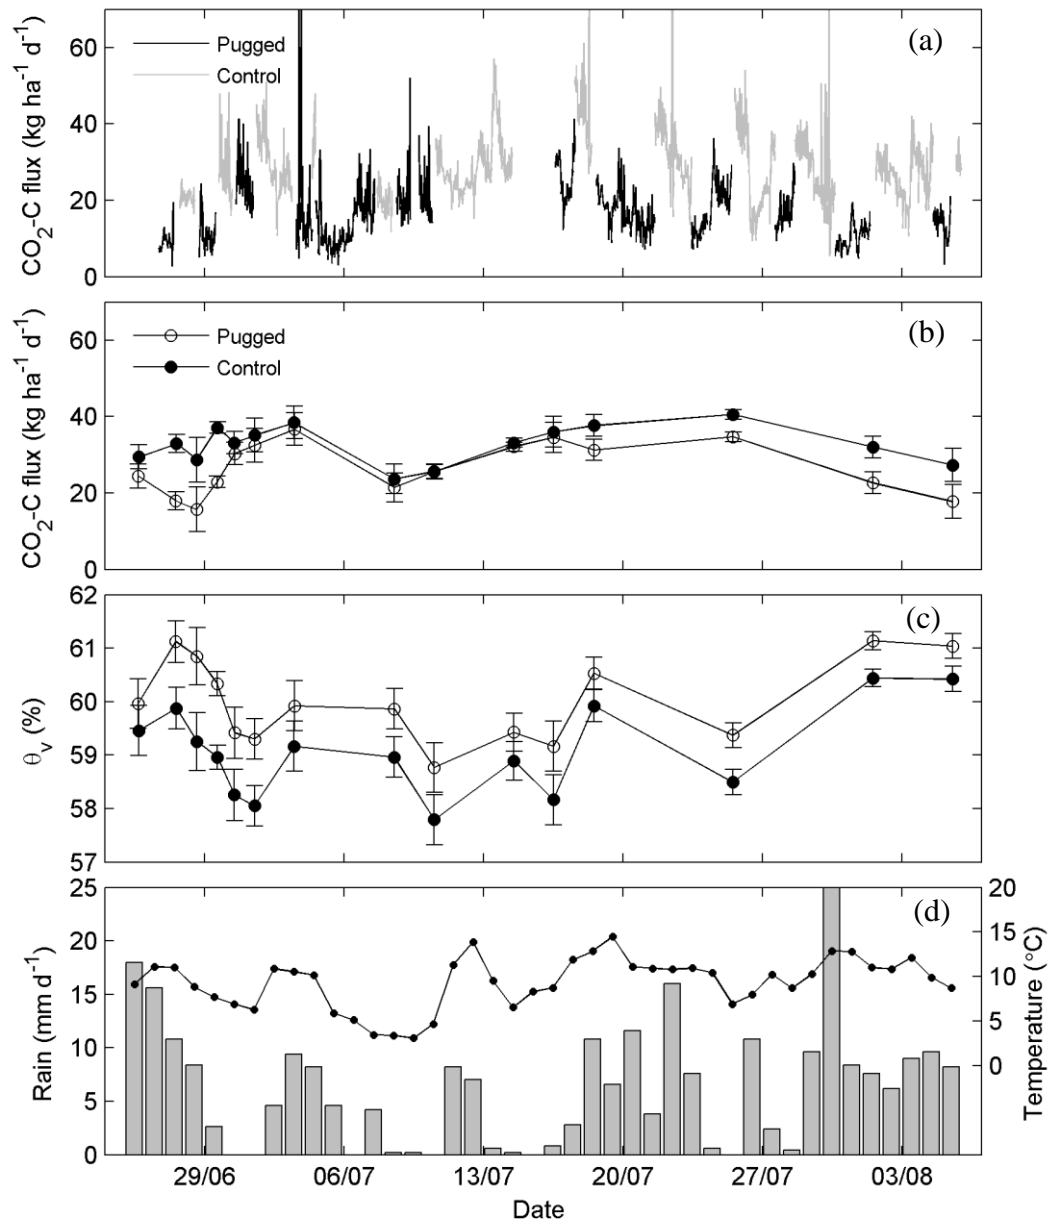 (a)
Pugged
Control
CO₂-C flux (kg ha⁻¹ d⁻¹)
60
40
20
0
(b)
Pugged
Control
CO₂-C flux (kg ha⁻¹ d⁻¹)
60
40
20
0
(c)
θᵥ (%)
62
61
60
59
58
57
(d)
Rain (mm d⁻¹)
25
20
15
10
5
0
20
15
10
5
0
Temperature (°C)
29/06 06/07 13/07 20/07 27/07 03/08
Date